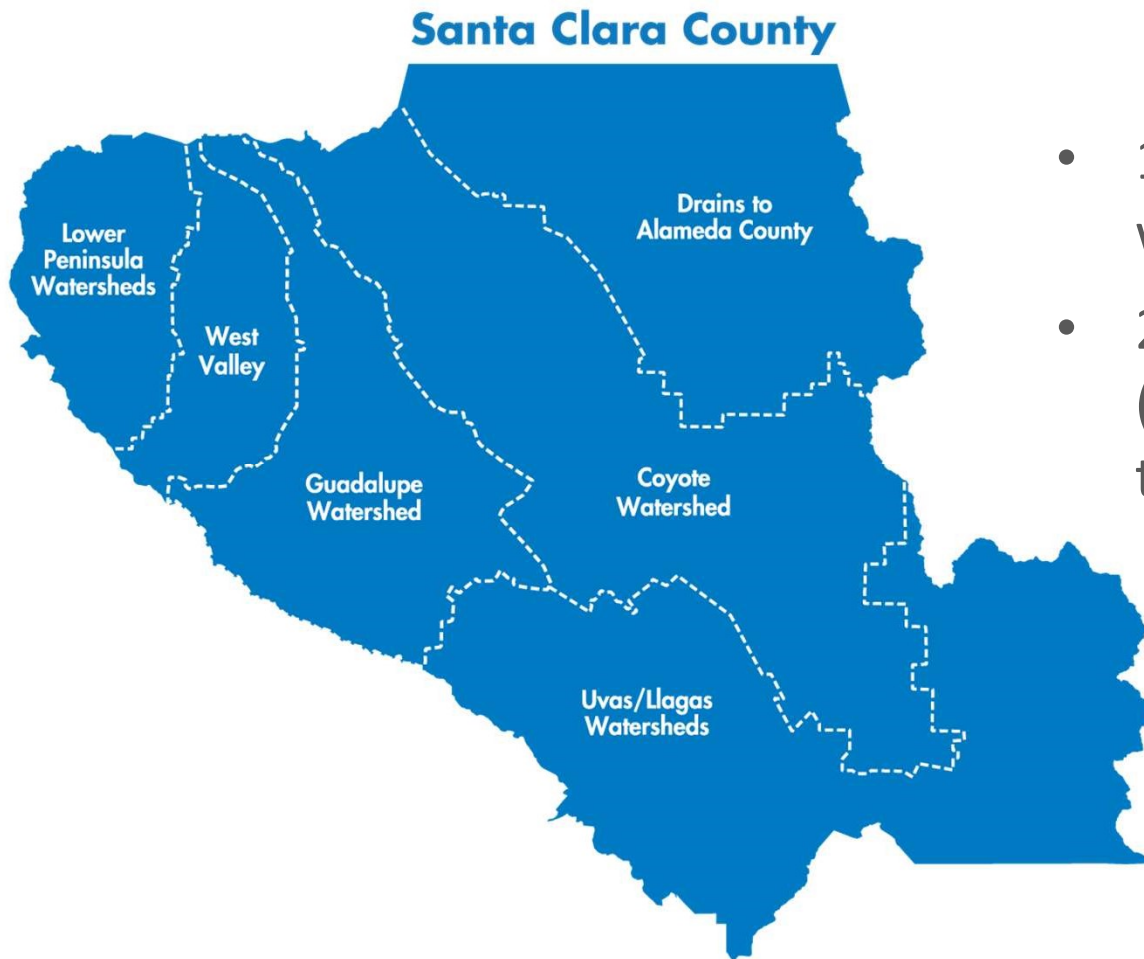 Santa Clara County
Drains to
Alameda County
Lower
Peninsula
Watersheds
West
Valley
Guadalupe
Watershed
Coyote
Watershed
Uvas/Llagas
Watersheds
•
•